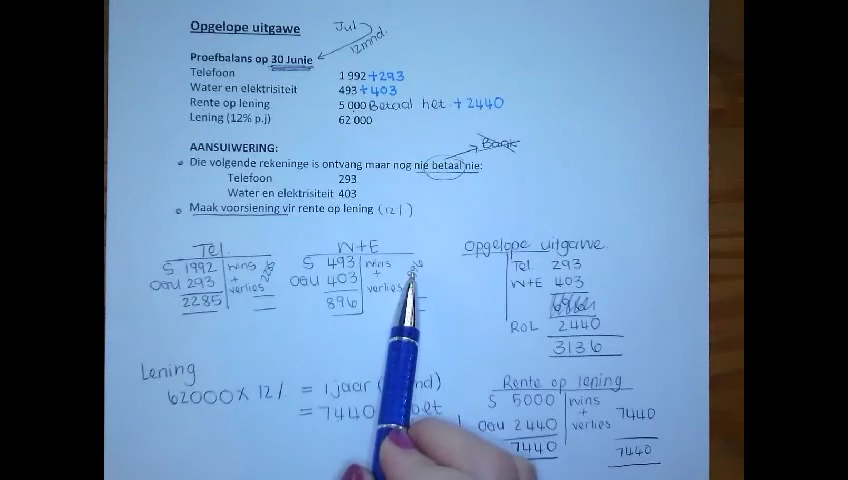 Opgelope uitgawe
Jul
12mnd.
Proefbalans op 30 Junie
Telefoon 1 992 +293
Water en elektrisiteit 493 +403
Rente op lening 5 000 Betaal het +2440
Lening (12% p.j) 62 000
AANSUIWERING:
Bank
Die volgende rekeninge is ontvang maar nog nie betaal nie:
Telefoon 293
Water en elektrisiteit 403
Maak voorsiening vir rente op lening (12%)
Tel.
S 1992 wins
OGU 293 + verlies
2285
W+E
S 493 wins
+
OGU 403 verlies
896
Opgelope uitgawe
Tel. 293
W+E 403
ROL 2440
3136
Lening
62000 x 12% = 1 jaar
= 7440
Rente op lening
S 5000 wins 7440
+
OGU 2440 verlies
7440 7440